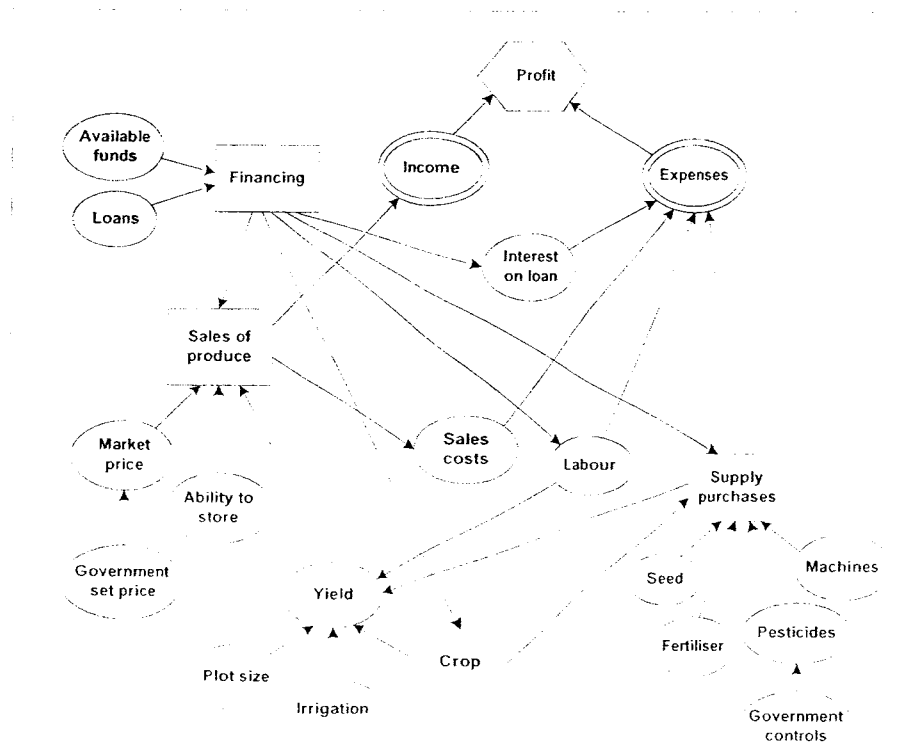 Profit
Available
funds
Financing
Income
Expenses
Loans
Interest
on loan
Sales of
produce
Market
price
Sales
costs
Labour
Supply
purchases
Ability to
store
Government
set price
Yield
Seed
Machines
Fertiliser
Pesticides
Plot size
Crop
Irrigation
Government
controls